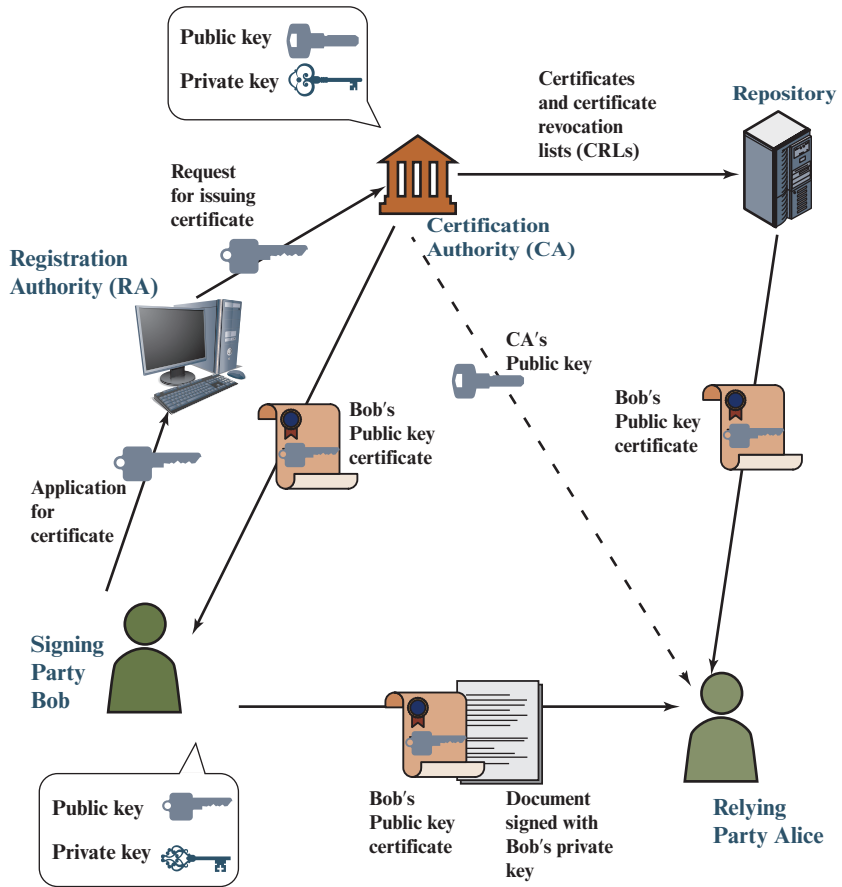 Public key
Private key
Certificates
and certificate
revocation
lists (CRLs)
Repository
Request
for issuing
certificate
Certification
Authority (CA)
Registration
Authority (RA)
CA's
Public key
Bob's
Public key
certificate
Bob's
Public key
certificate
Application
for
certificate
Signing
Party
Bob
Bob's
Public key
certificate
Document
signed with
Bob's private
key
Relying
Party Alice
Public key
Private key